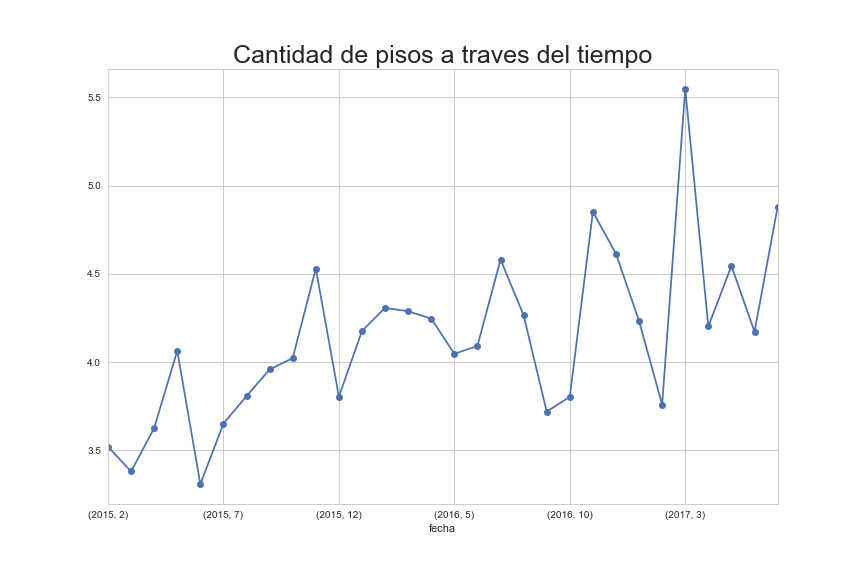 Cantidad de pisos a traves del tiempo
5.5
5.0
4.5
4.0
3.5
(2015, 2) (2015, 7) (2015, 12) (2016, 5) (2016, 10) (2017, 3)
fecha